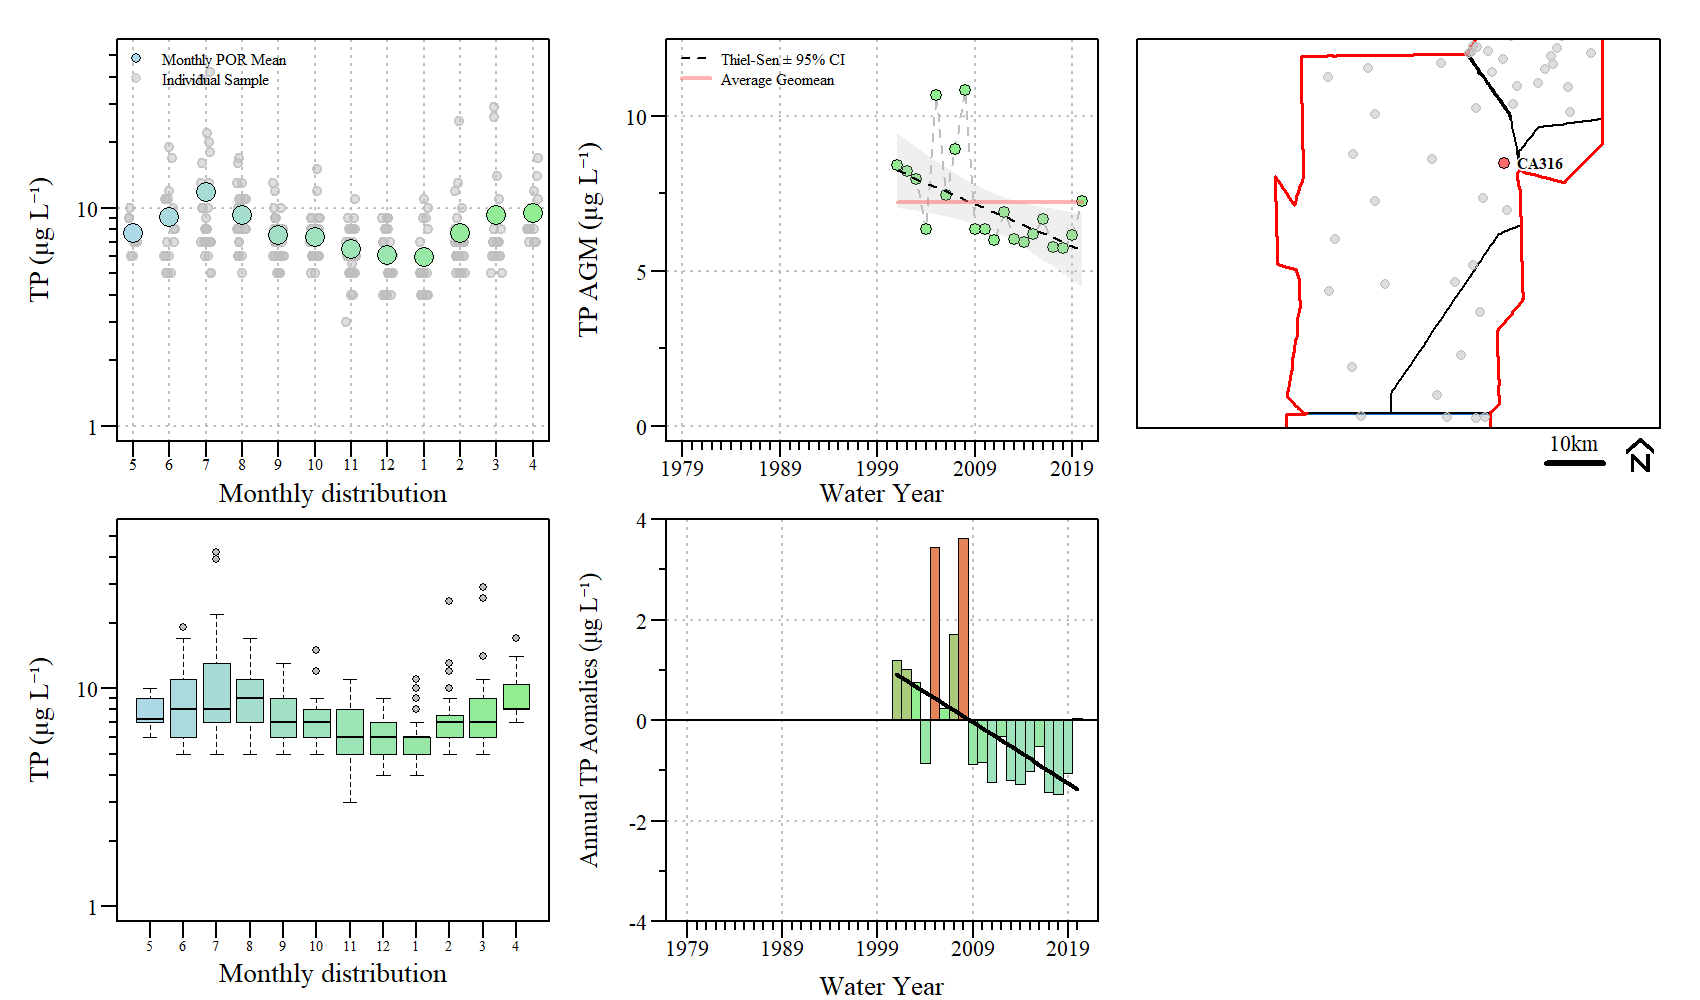 Monthly POR Mean
Individual Sample
TP (µg L⁻¹)
10
1
5 6 7 8 9 10 11 12 1 2 3 4
Monthly distribution
Thiel-Sen ± 95% CI
Average Geomean
TP AGM (µg L⁻¹)
10
5
0
1979 1989 1999 2009 2019
Water Year
CA316
10km
N
TP (µg L⁻¹)
10
1
5 6 7 8 9 10 11 12 1 2 3 4
Monthly distribution
Annual TP Aomalies (µg L⁻¹)
4
2
0
-2
-4
1979 1989 1999 2009 2019
Water Year